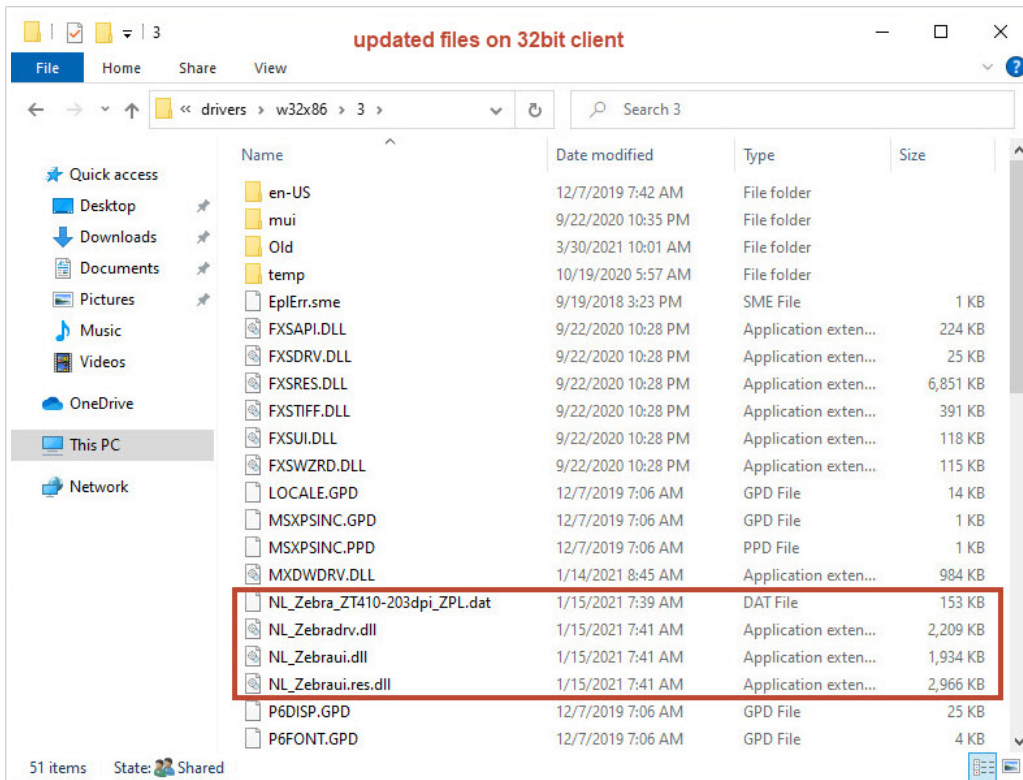 3
updated files on 32bit client
File Home Share View
« drivers > w32x86 > 3 >
Search 3
Name Date modified Type Size
Quick access
Desktop
Downloads
Documents
Pictures
Music
Videos
OneDrive
This PC
Network
en-US 12/7/2019 7:42 AM File folder
mui 9/22/2020 10:35 PM File folder
Old 3/30/2021 10:01 AM File folder
temp 10/19/2020 5:57 AM File folder
EplErr.sme 9/19/2018 3:23 PM SME File 1 KB
FXSAPI.DLL 9/22/2020 10:28 PM Application exten... 224 KB
FXSDRV.DLL 9/22/2020 10:28 PM Application exten... 25 KB
FXSRES.DLL 9/22/2020 10:28 PM Application exten... 6,851 KB
FXSTIFF.DLL 9/22/2020 10:28 PM Application exten... 391 KB
FXSUI.DLL 9/22/2020 10:28 PM Application exten... 118 KB
FXSWZRD.DLL 9/22/2020 10:28 PM Application exten... 115 KB
LOCALE.GPD 12/7/2019 7:06 AM GPD File 14 KB
MSXPSINC.GPD 12/7/2019 7:06 AM GPD File 1 KB
MSXPSINC.PPD 12/7/2019 7:06 AM PPD File 1 KB
MXDWDRV.DLL 1/14/2021 8:45 AM Application exten... 984 KB
NL_Zebra_ZT410-203dpi_ZPL.dat 1/15/2021 7:39 AM DAT File 153 KB
NL_Zebradrv.dll 1/15/2021 7:41 AM Application exten... 2,209 KB
NL_Zebraui.dll 1/15/2021 7:41 AM Application exten... 1,934 KB
NL_Zebraui.res.dll 1/15/2021 7:41 AM Application exten... 2,966 KB
P6DISP.GPD 12/7/2019 7:06 AM GPD File 25 KB
P6FONT.GPD 12/7/2019 7:06 AM GPD File 4 KB
51 items State: Shared